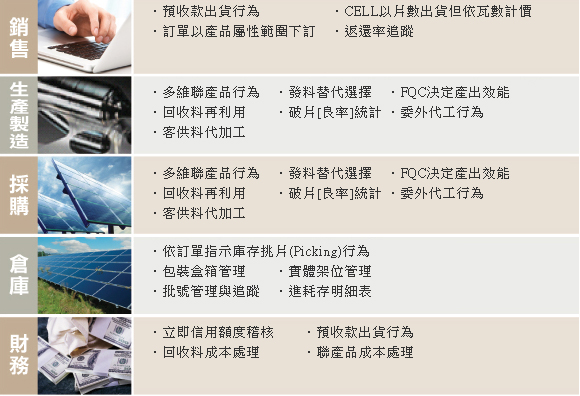 銷售
・預收款出貨行為 ・CELL以片數出貨但依瓦數計價
・訂單以產品屬性範圍下訂 ・返還率追蹤
生產製造
・多維聯產品行為 ・發料替代選擇 ・FQC決定產出效能
・回收料再利用 ・破片[良率]統計 ・委外代工行為
・客供料代加工
採購
・多維聯產品行為 ・發料替代選擇 ・FQC決定產出效能
・回收料再利用 ・破片[良率]統計 ・委外代工行為
・客供料代加工
倉庫
・依訂單指示庫存挑片(Picking)行為
・包裝盒箱管理 ・實體架位管理
・批號管理與追蹤 ・進耗存明細表
財務
・立即信用額度稽核 ・預收款出貨行為
・回收料成本處理 ・聯產品成本處理